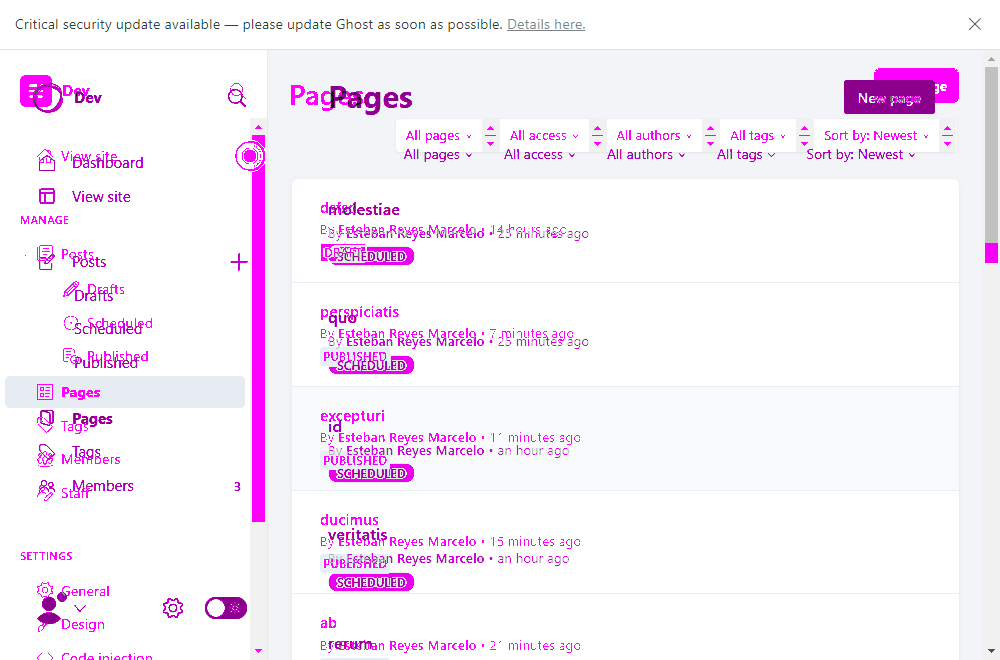 Critical security update available — please update Ghost as soon as possible. Details here.
Dev
Dev
View site
Dashboard
View site
MANAGE
Posts
Posts
Drafts
Drafts
Scheduled
Scheduled
Published
Published
Pages
Pages
Tags
Tags
Members
Members 3
Staff
SETTINGS
General
Design
Code injection
Pages
Pages
New page
All pages All access All authors All tags Sort by: Newest
All pages All access All authors All tags Sort by: Newest
molestiae
By Esteban Reyes Marcelo • 14 hours ago
By Esteban Reyes Marcelo • 25 minutes ago
DRAFT
SCHEDULED
perspiciatis
quo
By Esteban Reyes Marcelo • 7 minutes ago
By Esteban Reyes Marcelo • 25 minutes ago
PUBLISHED
SCHEDULED
excepturi
id
By Esteban Reyes Marcelo • 11 minutes ago
By Esteban Reyes Marcelo • an hour ago
PUBLISHED
SCHEDULED
ducimus
veritatis
By Esteban Reyes Marcelo • 15 minutes ago
By Esteban Reyes Marcelo • an hour ago
PUBLISHED
SCHEDULED
ab
rerum
By Esteban Reyes Marcelo • 21 minutes ago